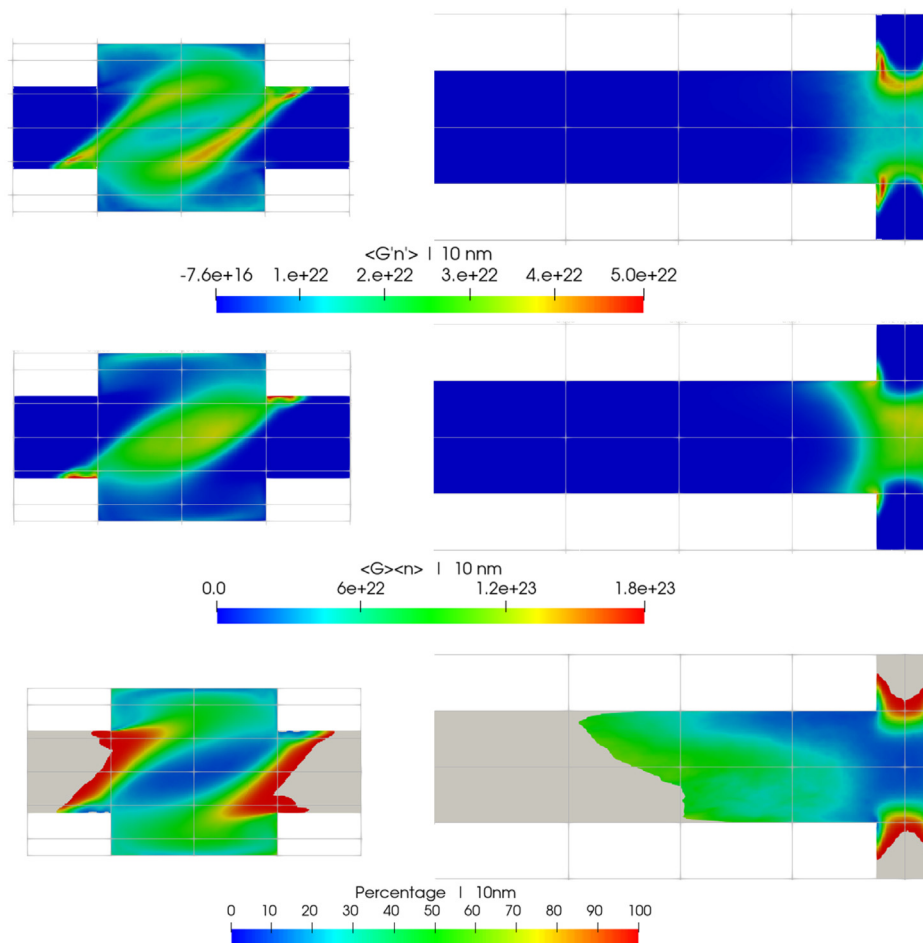 <G'n'> | 10 nm
-7.6e+16 1.e+22 2.e+22 3.e+22 4.e+22 5.0e+22
<G><n> | 10 nm
0.0 6e+22 1.2e+23 1.8e+23
Percentage | 10nm
0 10 20 30 40 50 60 70 80 90 100